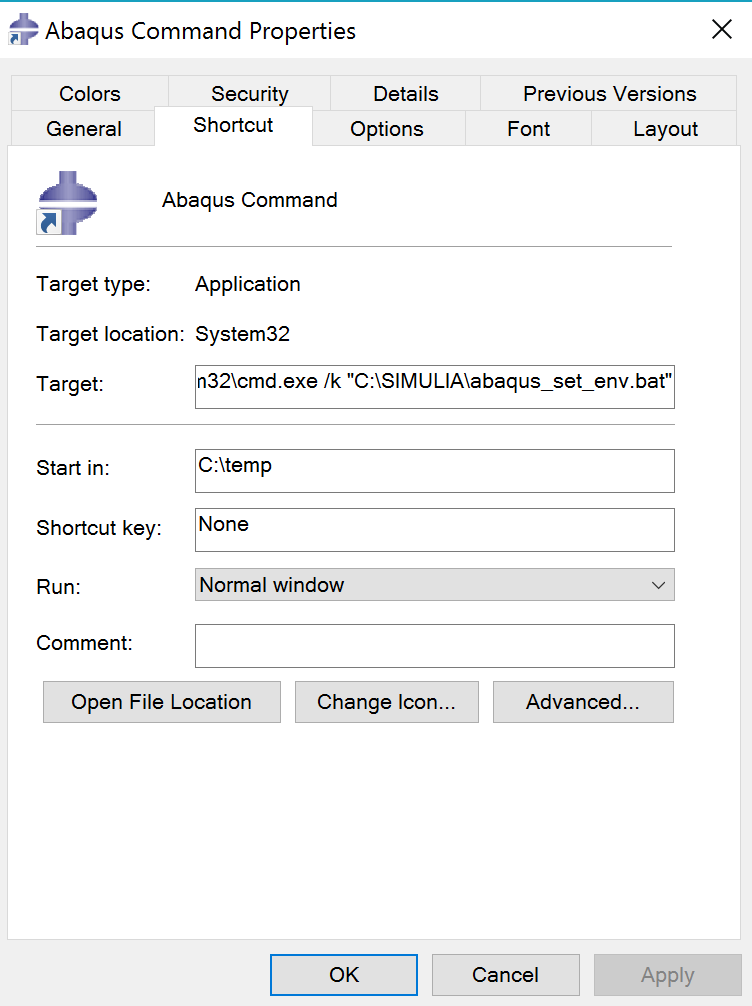 Abaqus Command Properties
Colors Security Details Previous Versions
General Shortcut Options Font Layout
Abaqus Command
Target type: Application
Target location: System32
Target: m32\cmd.exe /k "C:\SIMULIA\abaqus_set_env.bat"
Start in: C:\temp
Shortcut key: None
Run: Normal window
Comment:
Open File Location Change Icon... Advanced...
OK Cancel Apply